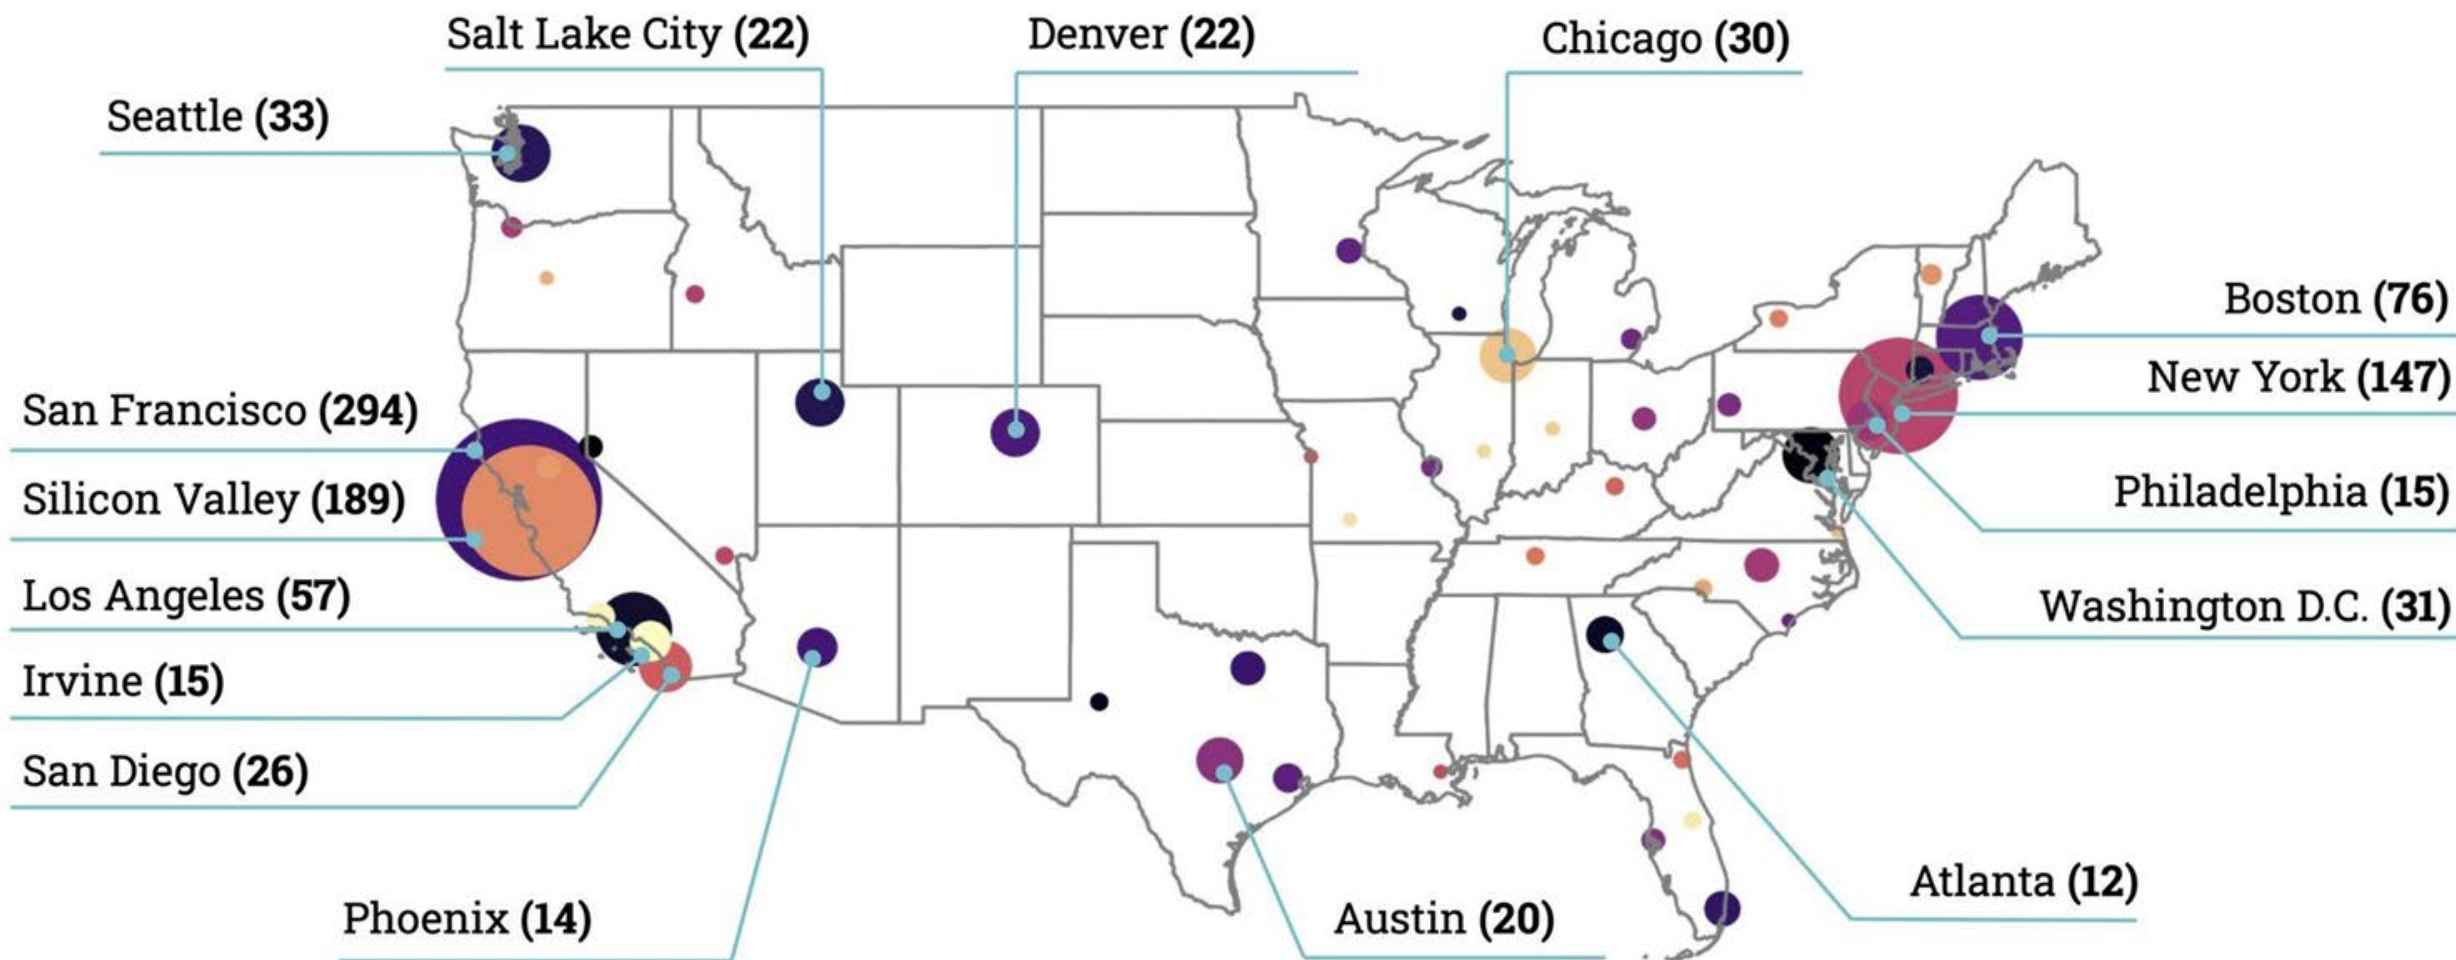 Salt Lake City (22)
Denver (22)
Chicago (30)
Seattle (33)
Boston (76)
New York (147)
San Francisco (294)
Silicon Valley (189)
Philadelphia (15)
Los Angeles (57)
Washington D.C. (31)
Irvine (15)
San Diego (26)
Atlanta (12)
Phoenix (14)
Austin (20)